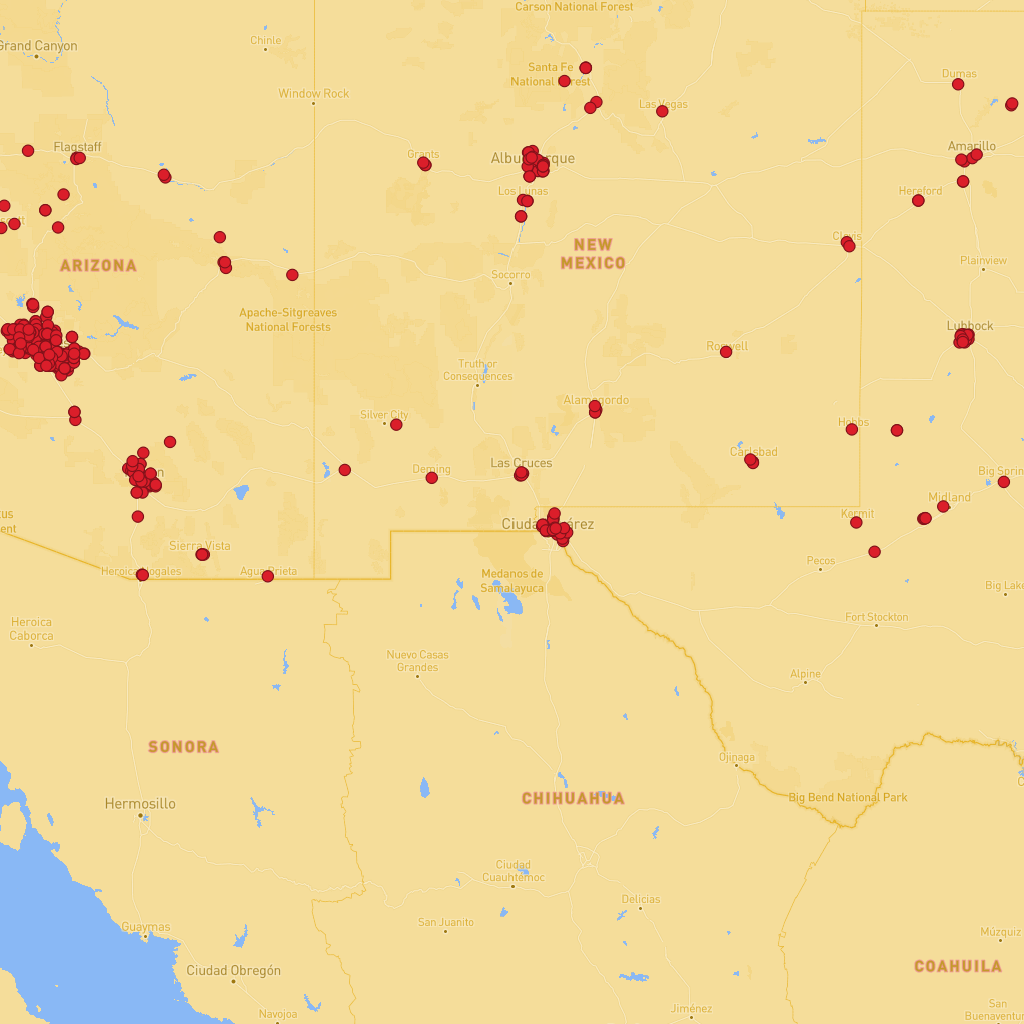 Carson National Forest
Grand Canyon
Chinle
Santa Fe
National Forest
Dumas
Window Rock
Las Vegas
Flagstaff
Grants
Albuquerque
Amarillo
Los Lunas
Hereford
Clovis
NEW
MEXICO
ARIZONA
Socorro
Plainview
Apache-Sitgreaves
National Forests
Lubbock
Roswell
Truth or
Consequences
Alamogordo
Silver City
Hobbs
Carlsbad
Las Cruces
Deming
Big Spring
Midland
Kermit
Ciudad Juárez
Sierra Vista
Heroica Nogales
Agua Prieta
Pecos
Medanos de
Samalayuca
Big Lake
Fort Stockton
Heroica
Caborca
Nuevo Casas
Grandes
Alpine
SONORA
Ojinaga
Hermosillo
CHIHUAHUA
Big Bend National Park
Ciudad
Cuauhtémoc
Delicias
Guaymas
San Juanito
Múzquiz
Ciudad Obregón
COAHUILA
Navojoa
Jiménez
San
Buenaventur